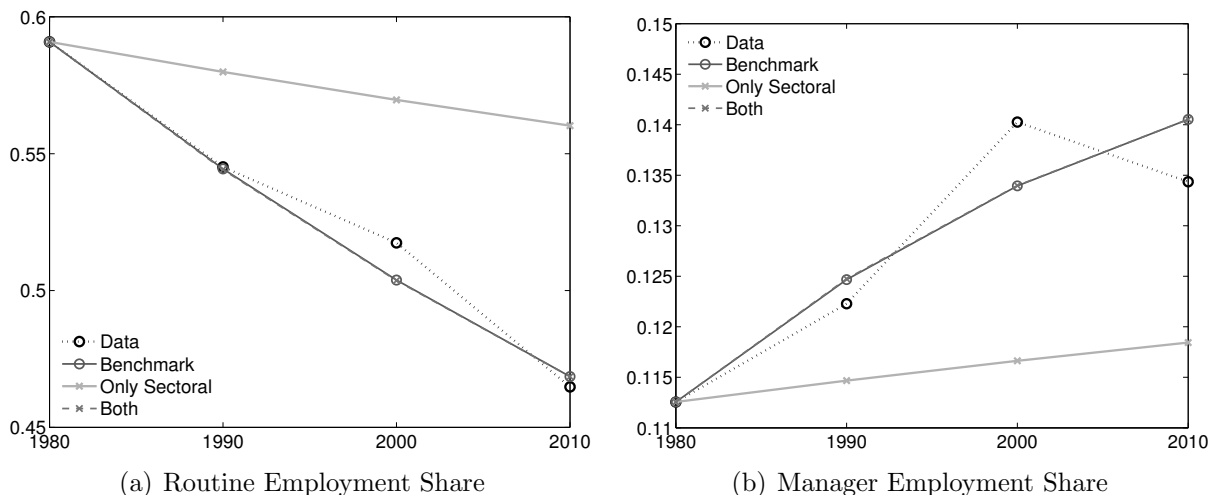 0.6
0.55
0.5
0.45
Data
Benchmark
Only Sectoral
Both
1980 1990 2000 2010
(a) Routine Employment Share
0.15
0.145
0.14
0.135
0.13
0.125
0.12
0.115
0.11
Data
Benchmark
Only Sectoral
Both
1980 1990 2000 2010
(b) Manager Employment Share